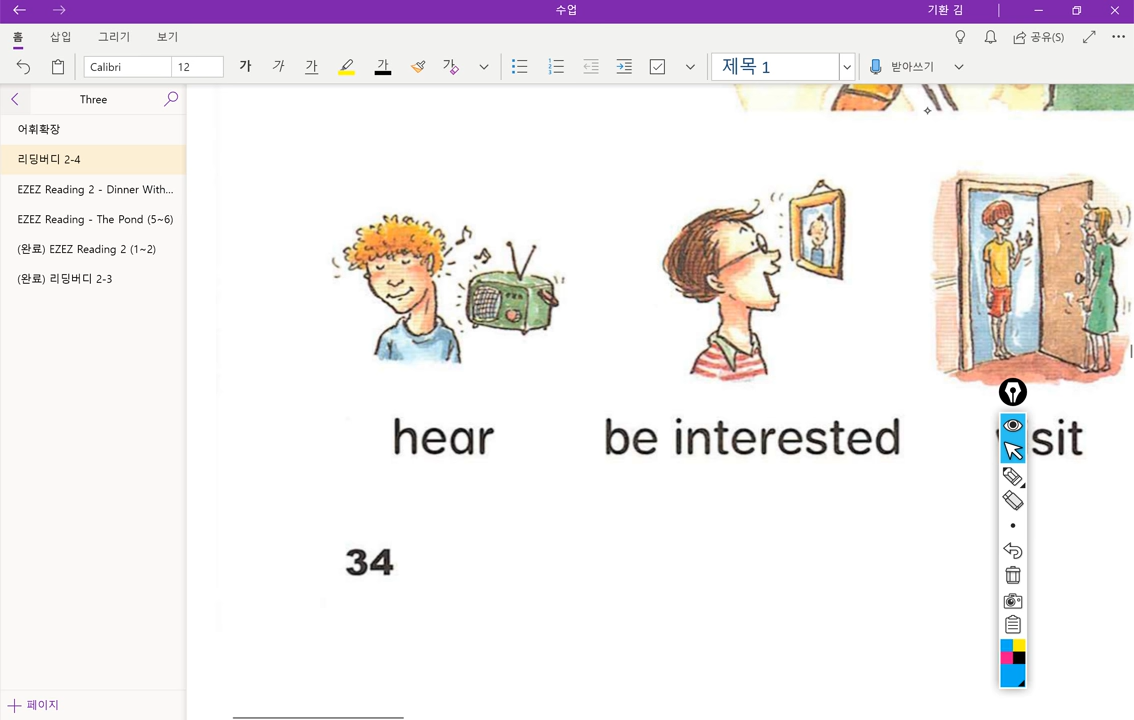 수업
기환 김
홈 삽입 그리기 보기
공유(S)
Calibri 12 가 가 가 가 가
제목 1
받아쓰기
Three
어휘확장
리딩버디 2-4
EZEZ Reading 2 - Dinner With...
EZEZ Reading - The Pond (5~6)
(완료) EZEZ Reading 2 (1~2)
(완료) 리딩버디 2-3
hear be interested sit
34
페이지